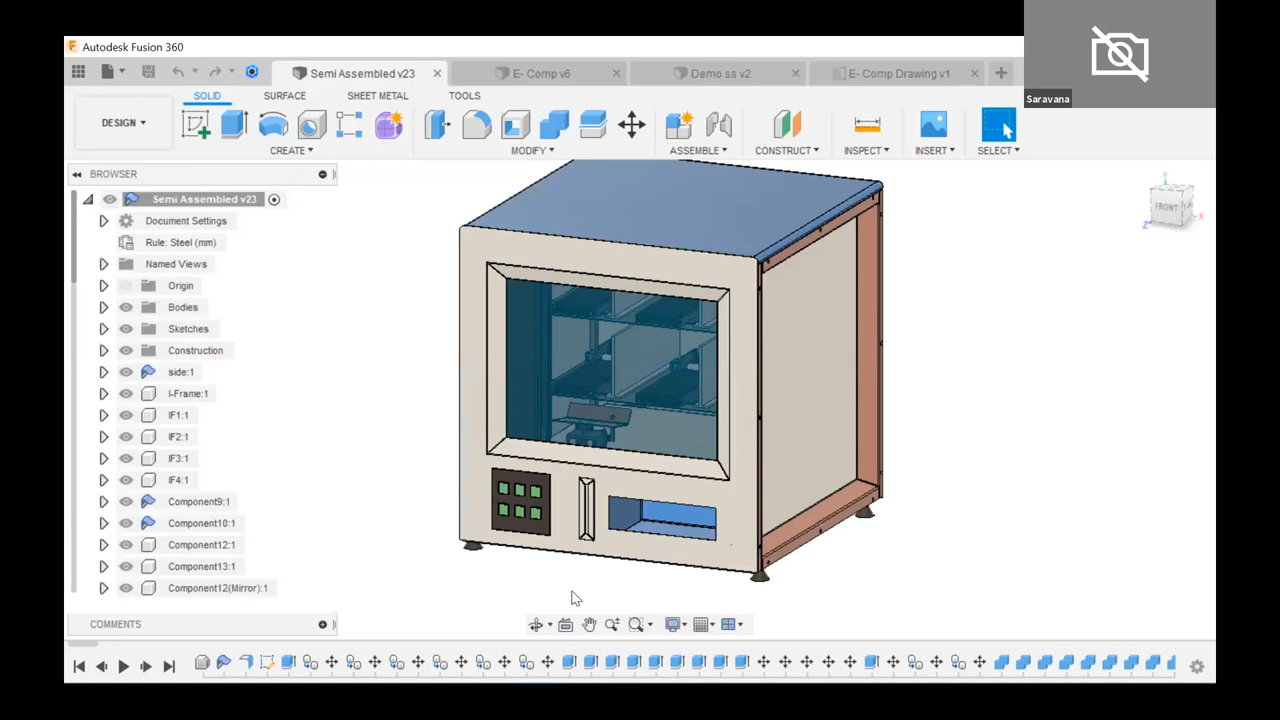 Autodesk Fusion 360
Semi Assembled v23
E- Comp v6
Demo ss v2
E- Comp Drawing v1
Saravana
SOLID
SURFACE
SHEET METAL
TOOLS
DESIGN
CREATE
MODIFY
ASSEMBLE
CONSTRUCT
INSPECT
INSERT
SELECT
BROWSER
Semi Assembled v23
Document Settings
Rule: Steel (mm)
Named Views
Origin
Bodies
Sketches
Construction
side:1
I-Frame:1
IF1:1
IF2:1
IF3:1
IF4:1
Component9:1
Component10:1
Component12:1
Component13:1
Component12(Mirror):1
COMMENTS
FRONT
Y
X
Z